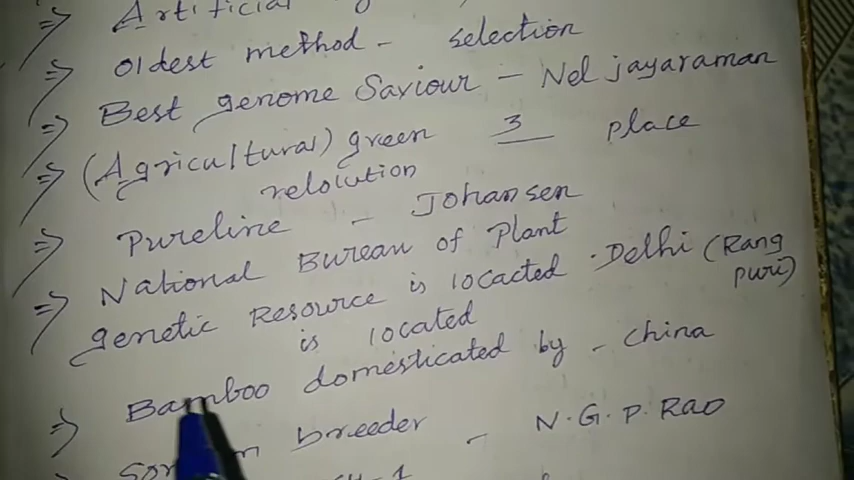 => Artificial
=> Oldest method - selection
=> Best genome Saviour - Nel jayaraman
=> (Agricultural) green 3 place
relolution
=> Pureline - Johansen
=> National Bureau of Plant
genetic Resource is locacted . Delhi (Rang
puri)
is located
=> Bamboo domesticated by - China
breeder - N.G.P. Rao